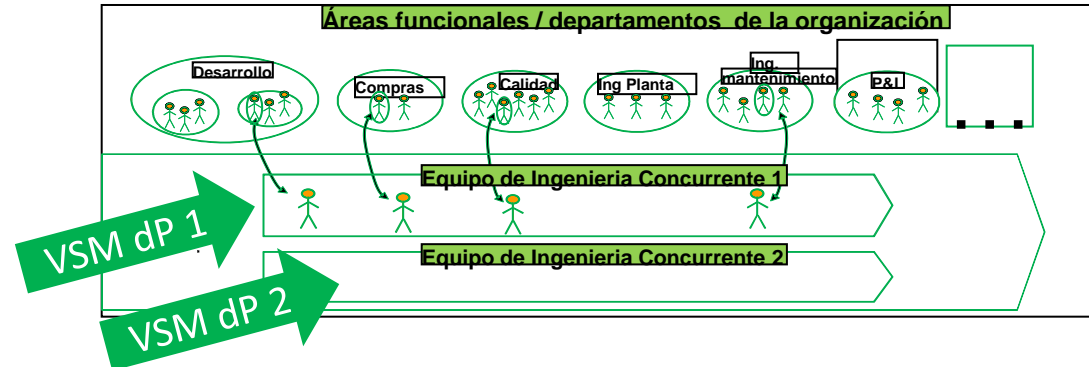 Áreas funcionales / departamentos de la organización
Desarrollo
Compras
Calidad
Ing Planta
Ing.
mantenimiento
P&L
Equipo de Ingenieria Concurrente 1
VSM dP 1
.
Equipo de Ingenieria Concurrente 2
VSM dP 2